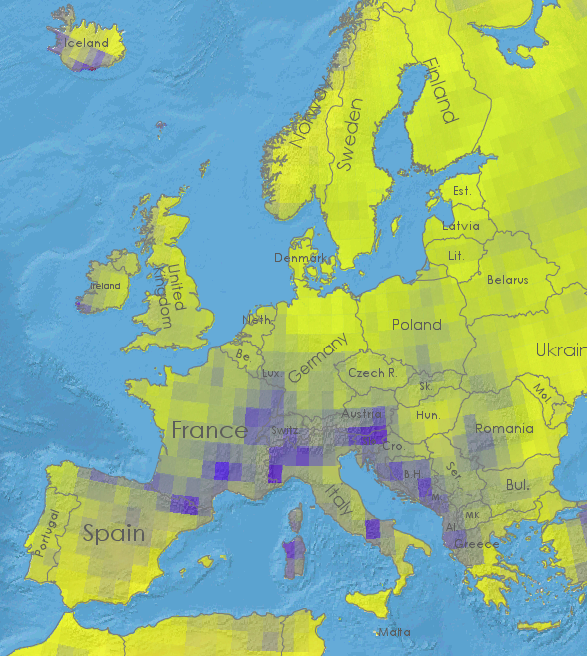 Iceland
Norway
Sweden
Finland
Est.
Latvia
Lit.
Denmark
Ireland
United
Kingdom
Belarus
Neth.
Be.
Lux.
Germany
Poland
Ukrain
Czech R.
Sk.
Mol.
France
Switz.
Austria
Hun.
Romania
Cro.
B.H.
Ser.
Bul.
M.
Italy
MK
Al.
Greece
Portugal
Spain
Malta